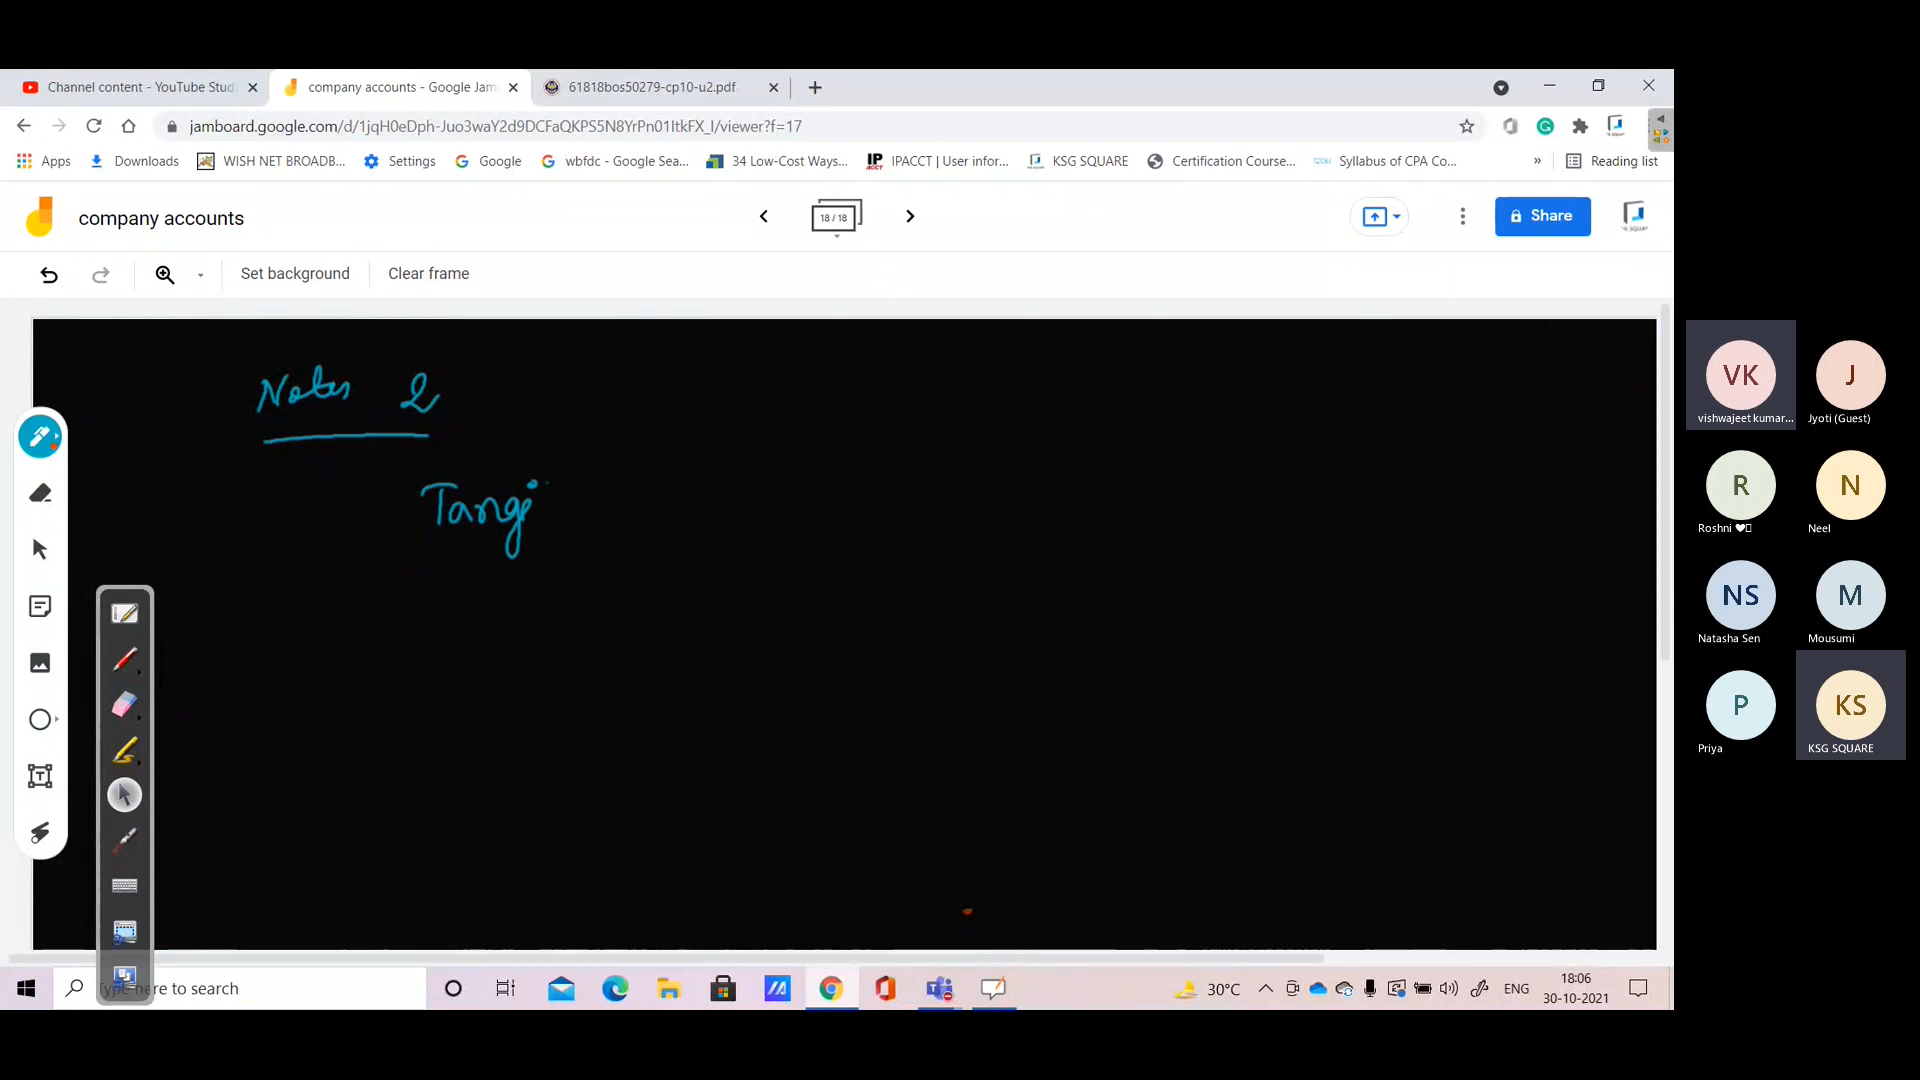 Channel content - YouTube Stud
company accounts - Google Jam
61818bos50279-cp10-u2.pdf
jamboard.google.com/d/1jqH0eDph-Juo3waY2d9DCFaQKPS5N8YrPn01ItkFX_I/viewer?f=17
Apps Downloads WISH NET BROADB... Settings Google wbfdc - Google Sea... 34 Low-Cost Ways... IPACCT | User infor... KSG SQUARE Certification Course... Syllabus of CPA Co... » Reading list
company accounts
18 / 18
Share
Set background Clear frame
Notes 2
Tangi
VK
vishwajeet kumar...
J
Jyoti (Guest)
R
Roshni
N
Neel
NS
Natasha Sen
M
Mousumi
P
Priya
KS
KSG SQUARE
Type here to search
30°C
ENG
18:06
30-10-2021